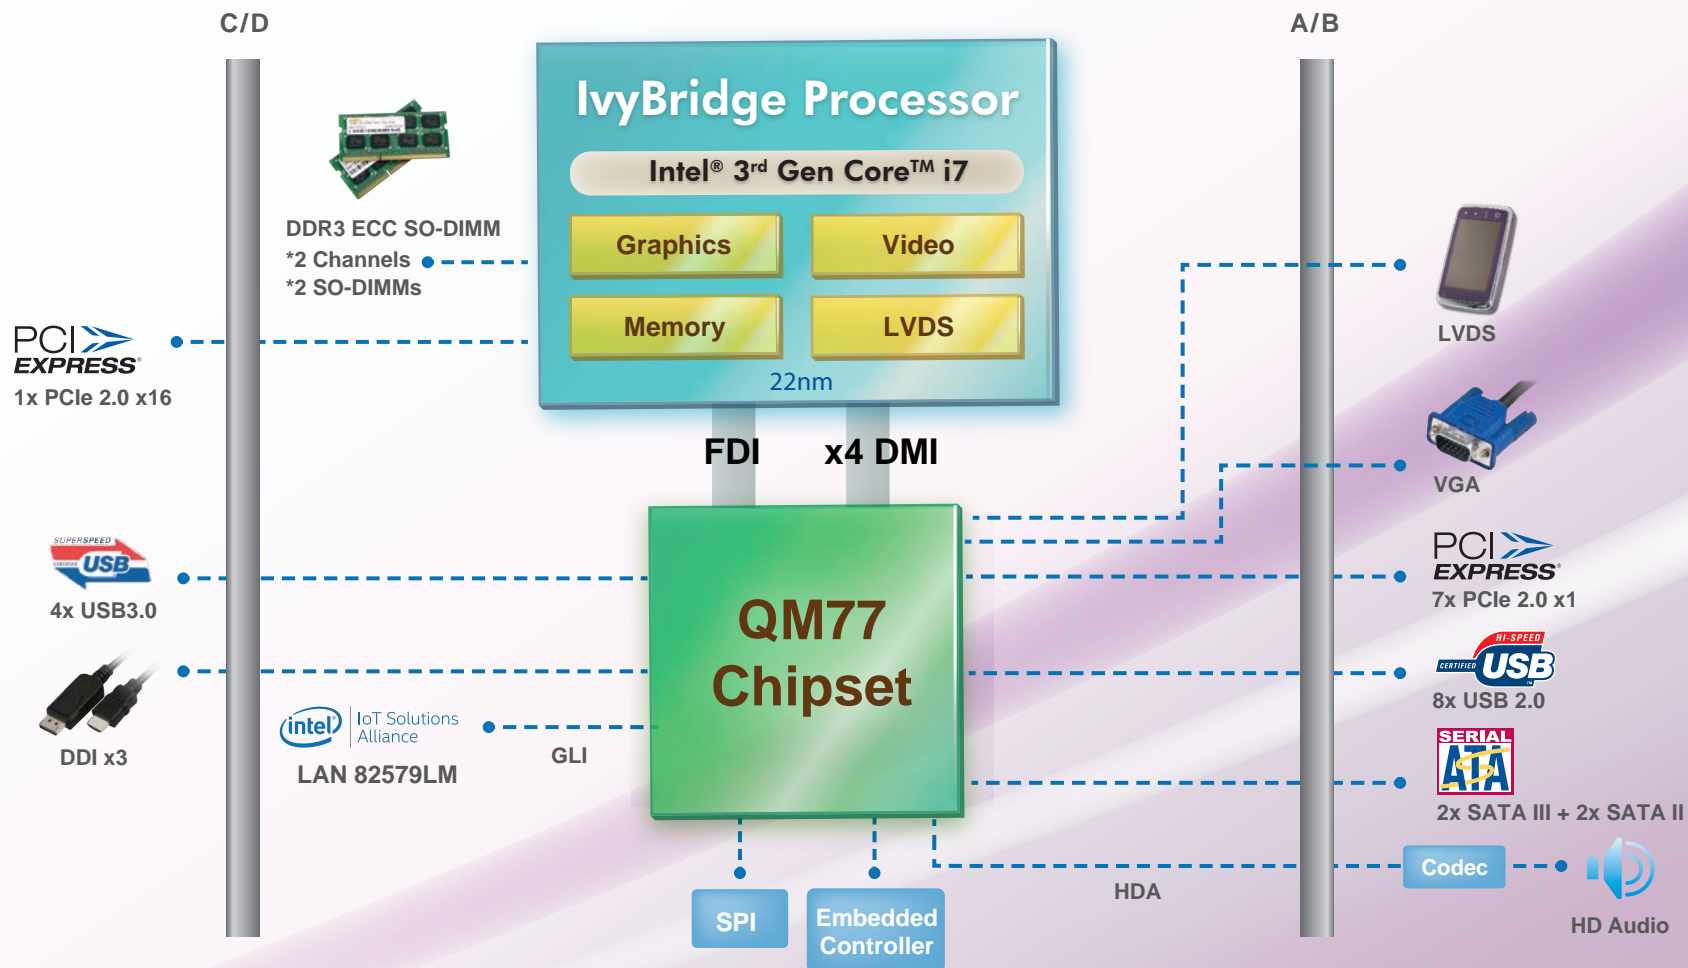 C/D
A/B
IvyBridge Processor
Intel® 3rd Gen Core™ i7
Graphics
Video
Memory
LVDS
22nm
DDR3 ECC SO-DIMM
*2 Channels
*2 SO-DIMMs
PCI
EXPRESS®
1x PCIe 2.0 x16
FDI
x4 DMI
LVDS
VGA
SUPERSPEED
CERTIFIED USB
4x USB3.0
DDI x3
QM77
Chipset
intel® IoT Solutions
Alliance
LAN 82579LM
GLI
PCI
EXPRESS®
7x PCIe 2.0 x1
HI-SPEED
CERTIFIED USB™
8x USB 2.0
SERIAL
ATA
2x SATA III + 2x SATA II
SPI
Embedded
Controller
HDA
Codec
HD Audio